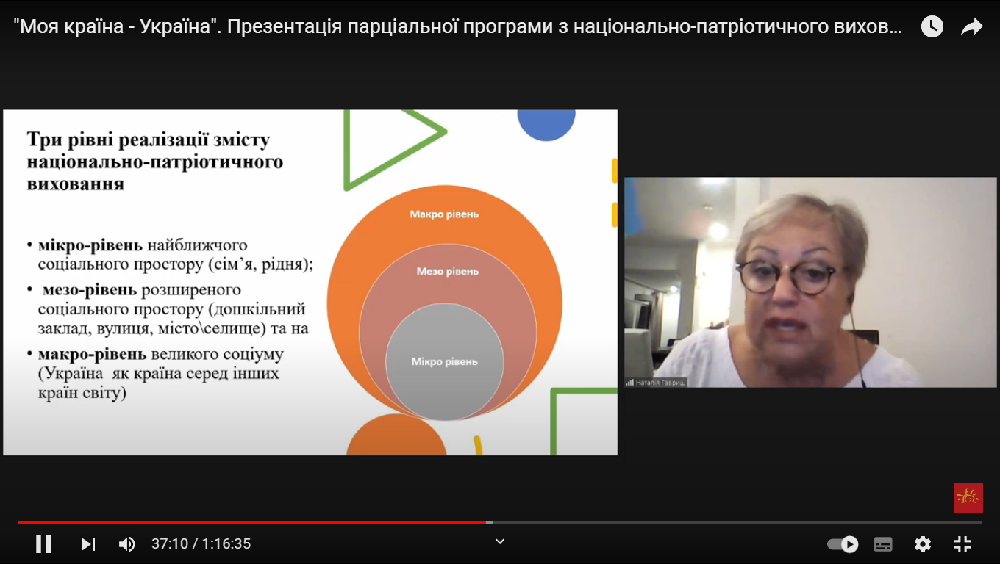 "Моя країна - Україна". Презентація парціальної програми з національно-патріотичного вихов...
Три рівні реалізації змісту
національно-патріотичного
виховання
• мікро-рівень найближчого
соціального простору (сім’я, рідня);
• мезо-рівень розширеного
соціального простору (дошкільний
заклад, вулиця, місто\селище) та на
• макро-рівень великого соціуму
(Україна як країна серед інших
країн світу)
Макро рівень
Мезо рівень
Мікро рівень
Наталія Гавриш
37:10 / 1:16:35